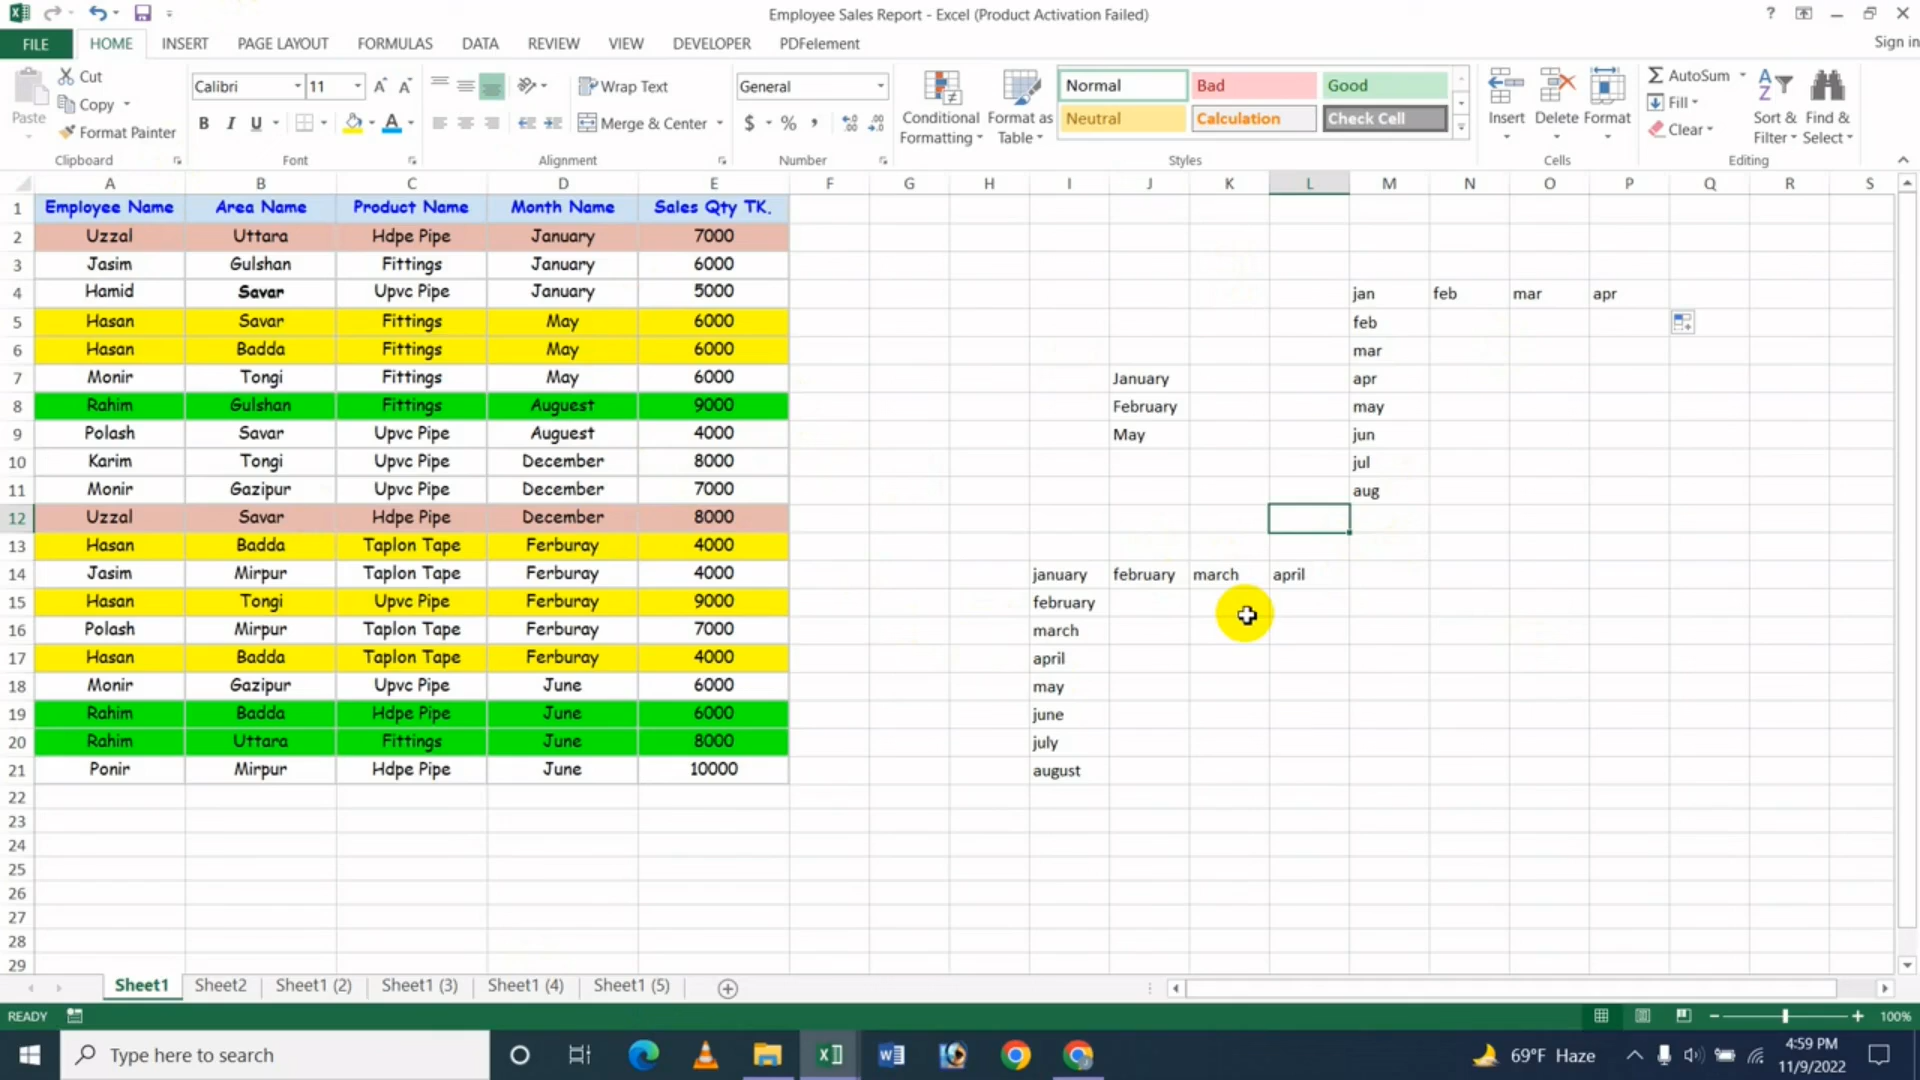 Employee Sales Report - Excel (Product Activation Failed)
?
FILE HOME INSERT PAGE LAYOUT FORMULAS DATA REVIEW VIEW DEVELOPER PDFelement Sign in
Paste Cut Copy Format Painter
Clipboard
Calibri 11
B I U A
Font
Wrap Text
Merge & Center
Alignment
General
$ % ,
Number
Conditional Formatting
Format as Table
Normal Bad Good
Neutral Calculation Check Cell
Styles
Insert Delete Format
Cells
AutoSum
Fill
Clear
Sort & Filter
Find & Select
Editing
A B C D E F G H I J K L M N O P Q R S
1 Employee Name Area Name Product Name Month Name Sales Qty TK.
2 Uzzal Uttara Hdpe Pipe January 7000
3 Jasim Gulshan Fittings January 6000
4 Hamid Savar Upvc Pipe January 5000 jan feb mar apr
5 Hasan Savar Fittings May 6000 feb
6 Hasan Badda Fittings May 6000 mar
7 Monir Tongi Fittings May 6000 January apr
8 Rahim Gulshan Fittings Auguest 9000 February may
9 Polash Savar Upvc Pipe Auguest 4000 May jun
10 Karim Tongi Upvc Pipe December 8000 jul
11 Monir Gazipur Upvc Pipe December 7000 aug
12 Uzzal Savar Hdpe Pipe December 8000
13 Hasan Badda Taplon Tape Ferburay 4000
14 Jasim Mirpur Taplon Tape Ferburay 4000 january february march april
15 Hasan Tongi Upvc Pipe Ferburay 9000 february
16 Polash Mirpur Taplon Tape Ferburay 7000 march
17 Hasan Badda Taplon Tape Ferburay 4000 april
18 Monir Gazipur Upvc Pipe June 6000 may
19 Rahim Badda Hdpe Pipe June 6000 june
20 Rahim Uttara Fittings June 8000 july
21 Ponir Mirpur Hdpe Pipe June 10000 august
22
23
24
25
26
27
28
29
Sheet1 Sheet2 Sheet1 (2) Sheet1 (3) Sheet1 (4) Sheet1 (5)
READY 100%
Type here to search 69°F Haze 4:59 PM
11/9/2022